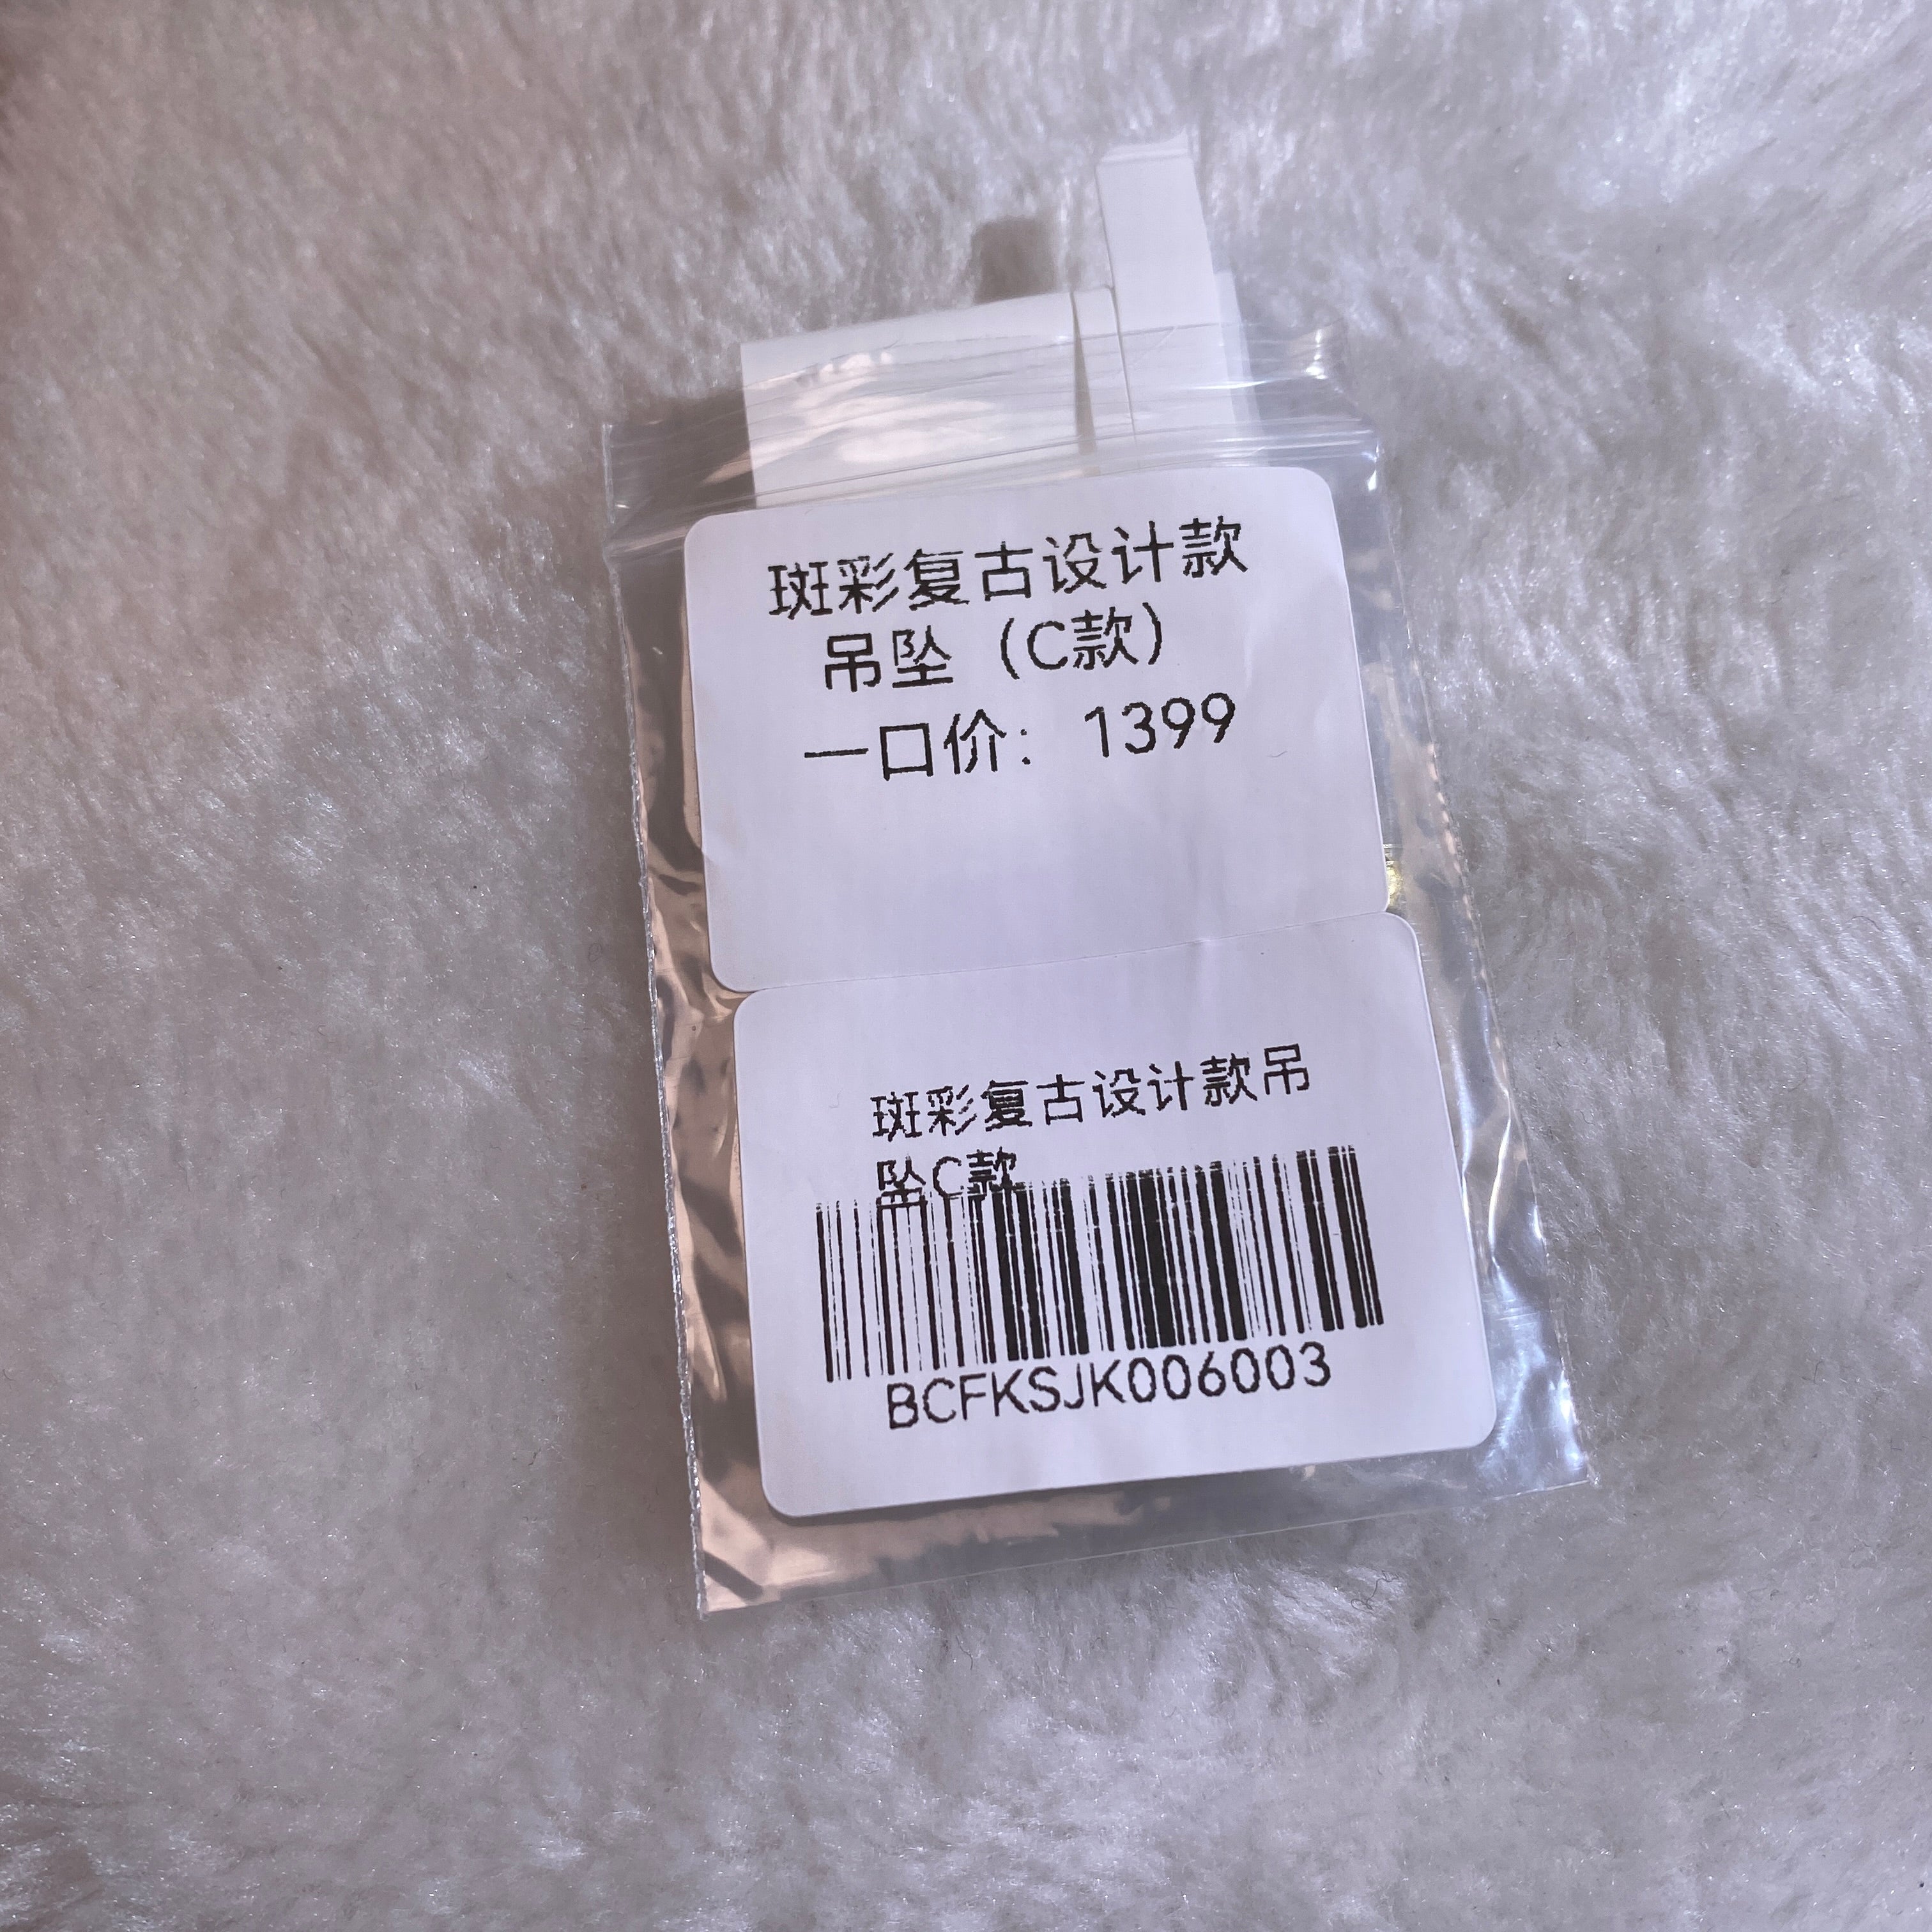 斑彩复古设计款
吊坠（C款）
一口价：1399
斑彩复古设计款吊
坠C款
BCFKSJK006003